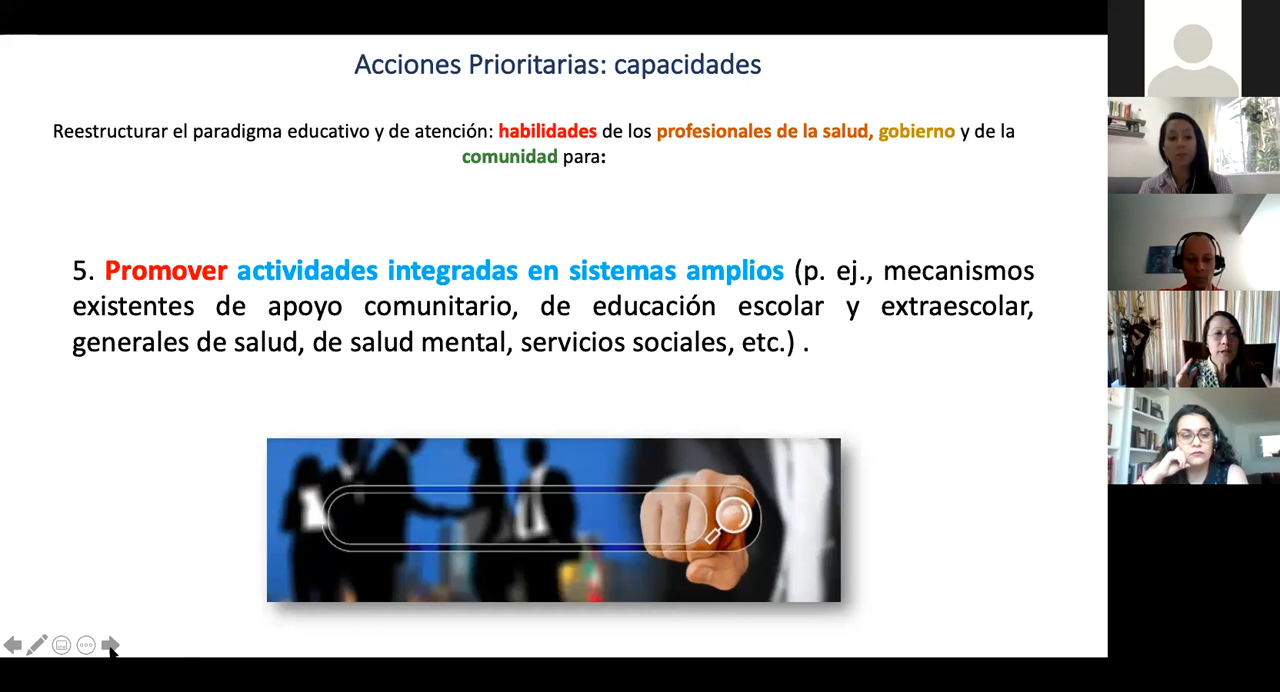 Acciones Prioritarias: capacidades
Reestructurar el paradigma educativo y de atención: habilidades de los profesionales de la salud, gobierno y de la
comunidad para:
5. Promover actividades integradas en sistemas amplios (p. ej., mecanismos
existentes de apoyo comunitario, de educación escolar y extraescolar,
generales de salud, de salud mental, servicios sociales, etc.) .